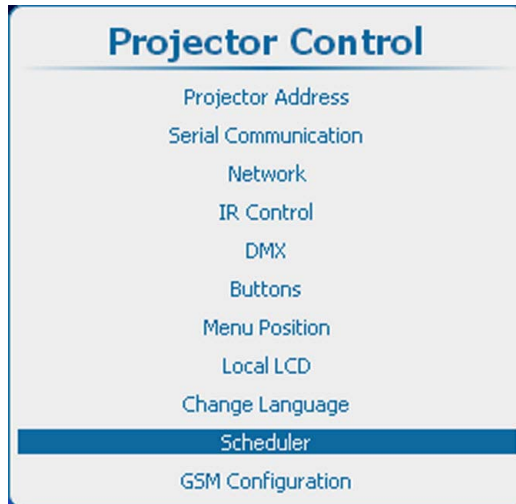 Projector Control
Projector Address
Serial Communication
Network
IR Control
DMX
Buttons
Menu Position
Local LCD
Change Language
Scheduler
GSM Configuration